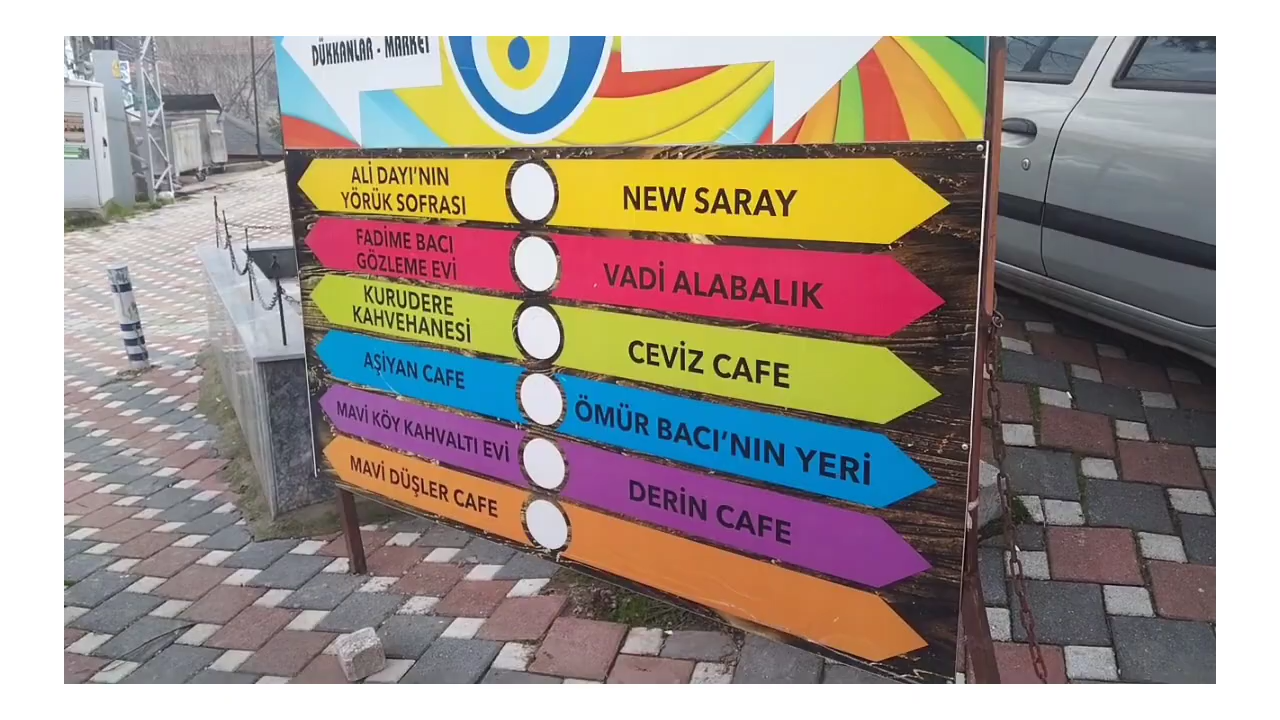 DÜKKANLAR - MARKET
ALİ DAYI'NIN
YÖRÜK SOFRASI
NEW SARAY
FADİME BACI
GÖZLEME EVİ
VADİ ALABALIK
KURUDERE
KAHVEHANESİ
CEVİZ CAFE
AŞİYAN CAFE
ÖMÜR BACI'NIN YERİ
MAVİ KÖY KAHVALTI EVİ
DERİN CAFE
MAVİ DÜŞLER CAFE